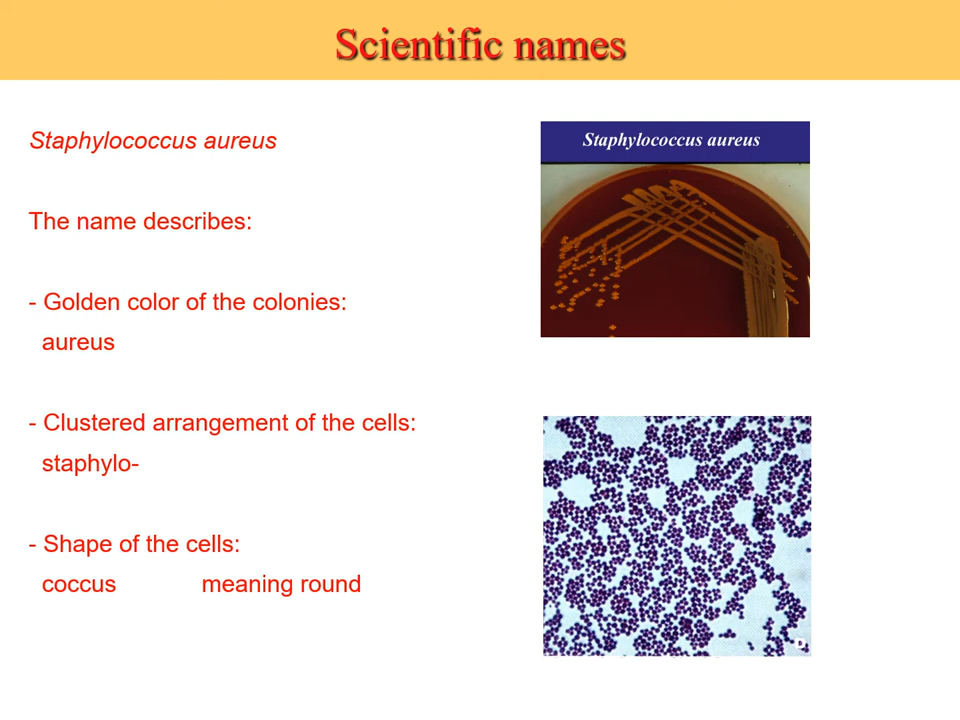 Scientific names
Staphylococcus aureus
The name describes:
- Golden color of the colonies:
aureus
- Clustered arrangement of the cells:
staphylo-
- Shape of the cells:
coccus meaning round
Staphylococcus aureus
D